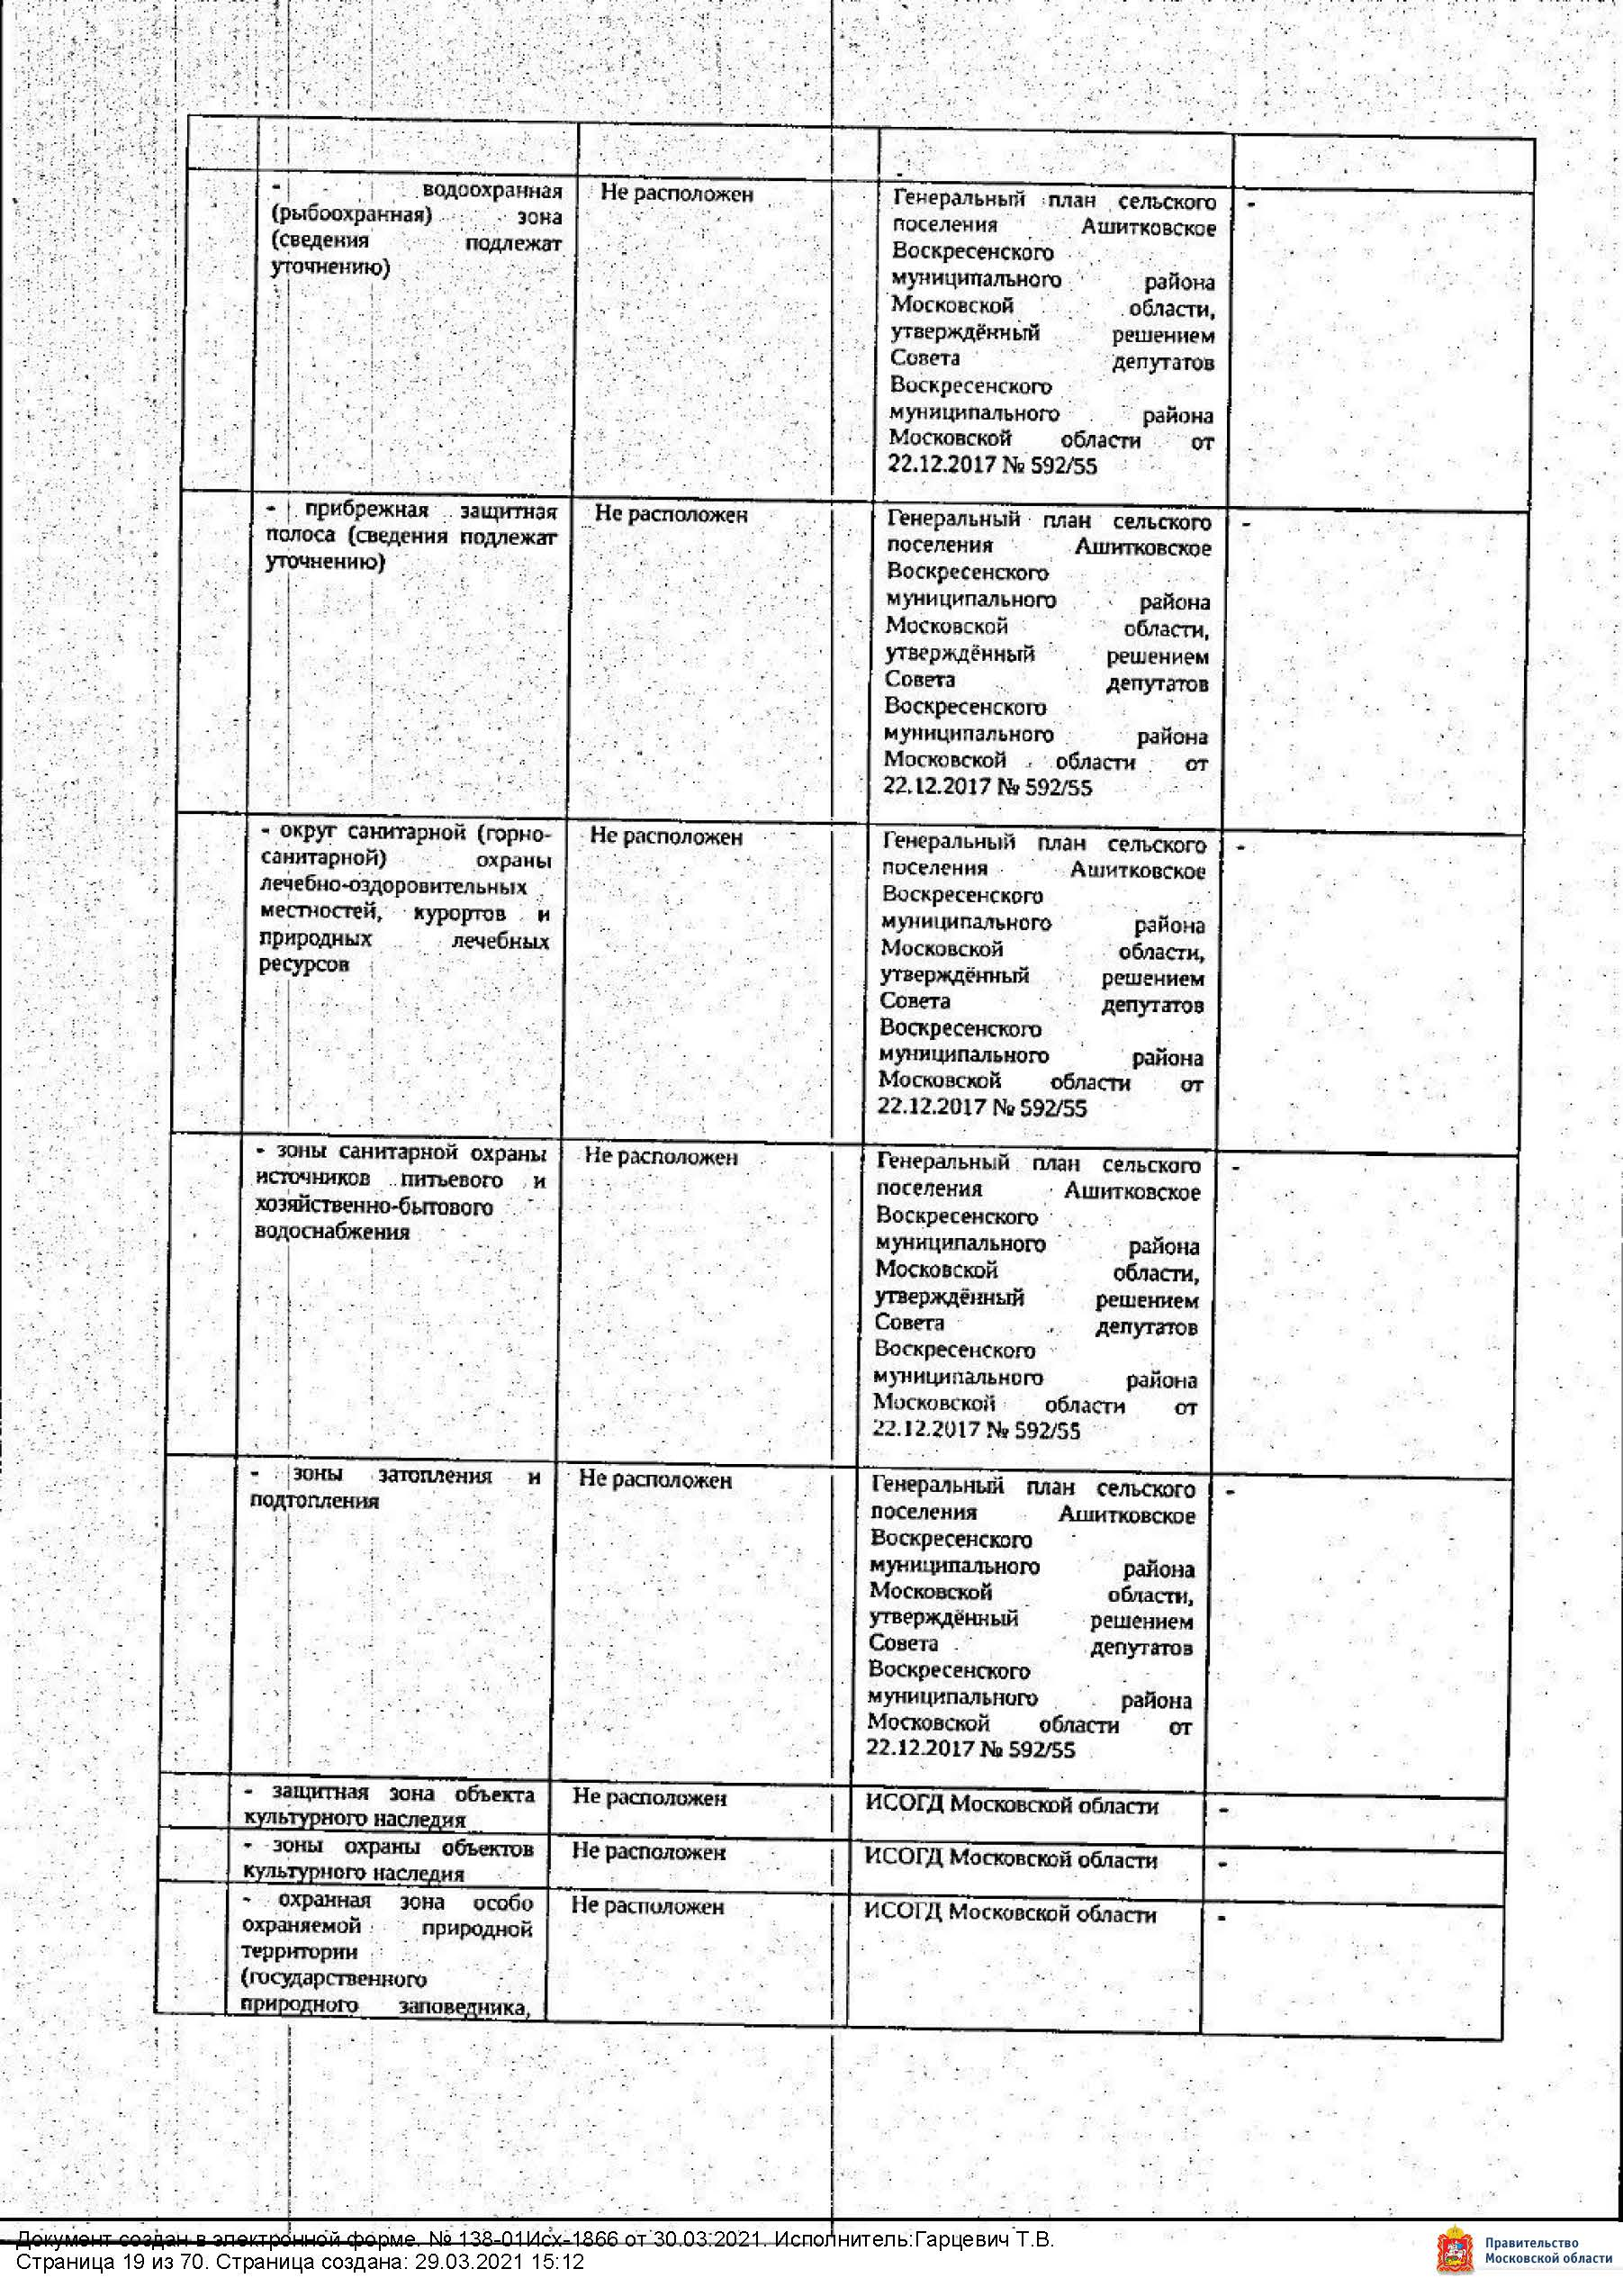 - водоохранная
(рыбоохранная) зона
(сведения подлежат
уточнению)
Не расположен
Генеральный план сельского
поселения Ашитковское
Воскресенского
муниципального района
Московской области,
утверждённый решением
Совета депутатов
Воскресенского
муниципального района
Московской области от
22.12.2017 № 592/55
-
- прибрежная защитная
полоса (сведения подлежат
уточнению)
Не расположен
Генеральный план сельского
поселения Ашитковское
Воскресенского
муниципального района
Московской области,
утверждённый решением
Совета депутатов
Воскресенского
муниципального района
Московской области от
22.12.2017 № 592/55
-
- округ санитарной (горно-
санитарной) охраны
лечебно-оздоровительных
местностей, курортов и
природных лечебных
ресурсов
Не расположен
Генеральный план сельского
поселения Ашитковское
Воскресенского
муниципального района
Московской области,
утверждённый решением
Совета депутатов
Воскресенского
муниципального района
Московской области от
22.12.2017 № 592/55
-
- зоны санитарной охраны
источников питьевого и
хозяйственно-бытового
водоснабжения
Не расположен
Генеральный план сельского
поселения Ашитковское
Воскресенского
муниципального района
Московской области,
утверждённый решением
Совета депутатов
Воскресенского
муниципального района
Московской области от
22.12.2017 № 592/55
-
- зоны затопления и
подтопления
Не расположен
Генеральный план сельского
поселения Ашитковское
Воскресенского
муниципального района
Московской области,
утверждённый решением
Совета депутатов
Воскресенского
муниципального района
Московской области от
22.12.2017 № 592/55
-
- защитная зона объекта
культурного наследия
Не расположен
ИСОГД Московской области
-
- зоны охраны объектов
культурного наследия
Не расположен
ИСОГД Московской области
-
- охранная зона особо
охраняемой природной
территории
(государственного
природного заповедника,
Не расположен
ИСОГД Московской области
-
Документ создан в электронной форме. № 138-01Исх-1866 от 30.03.2021. Исполнитель:Гарцевич Т.В.
Страница 19 из 70. Страница создана: 29.03.2021 15:12
Правительство
Московской области